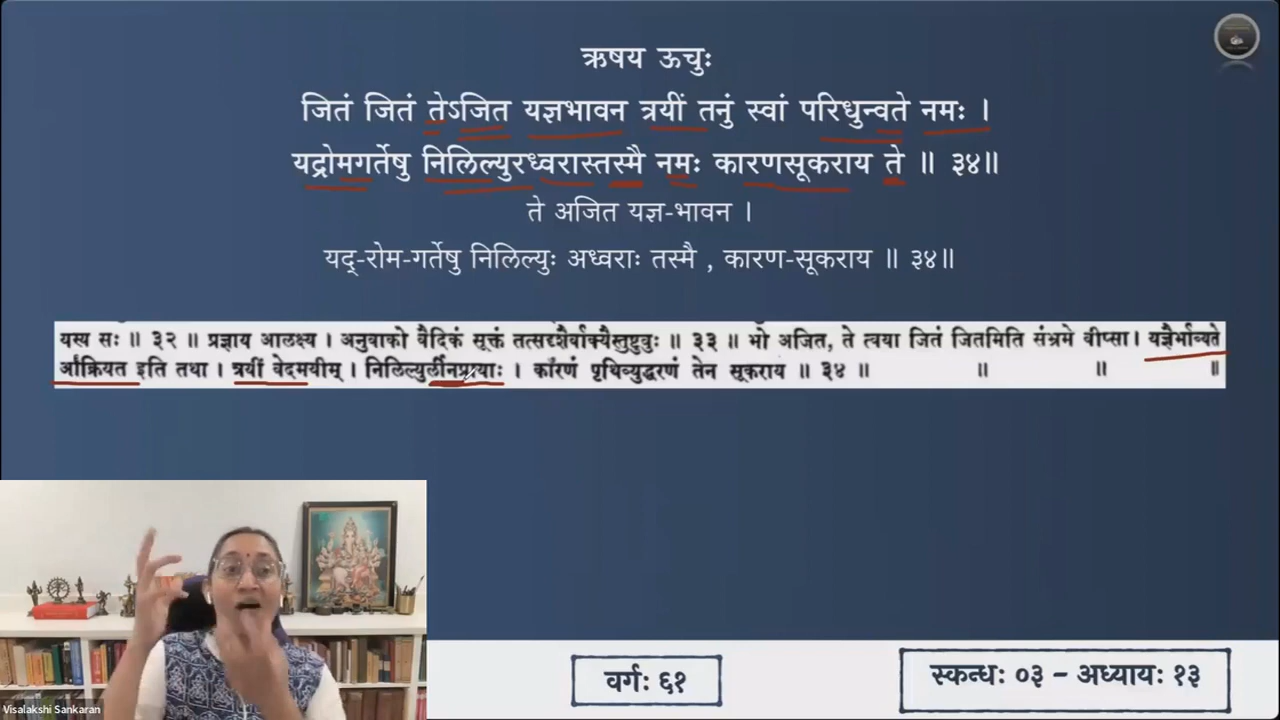 ऋषय ऊचुः
जितं जितं तेऽजित यज्ञभावन त्रयीं तनुं स्वां परिधुन्वते नमः ।
यद्रोमगर्तेषु निलिल्युरध्वरास्तस्मै नमः कारणसूकराय ते ॥ ३४॥
ते अजित यज्ञ-भावन ।
यद्-रोम-गर्तेषु निलिल्युः अध्वराः तस्मै , कारण-सूकराय ॥ ३४॥
यस्य सः ॥ ३२ ॥ प्रज्ञाय आलक्ष्य । अनुवाको वैदिकं सूक्तं तत्सदृशैर्वाक्यैस्तुष्टुवुः ॥ ३३ ॥ भो अजित, ते त्वया जितं जितमिति संभ्रमे वीप्सा । यज्ञैर्भाव्यते
इति तथा । त्रयीं वेदमयीम् । निलिल्युर्लीनप्रायाः । कारणं पृथिव्युद्धरणं तेन सूकराय ॥ ३४ ॥ ॥ ॥ ॥
वर्गः ६१
स्कन्धः ०३ – अध्यायः १३
Visalakshi Sankaran